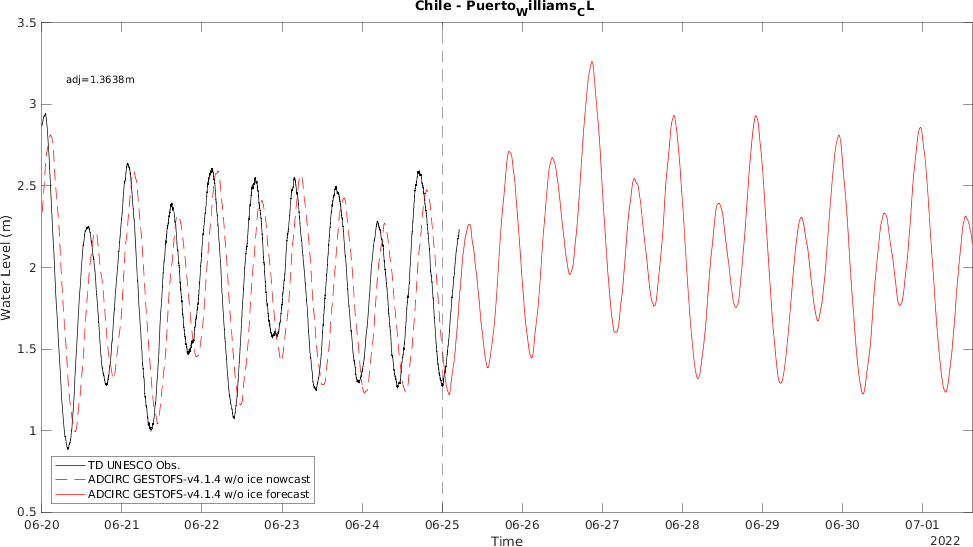 Chile - PuertoWilliamsCL
3.5
adj=1.3638m
3
2.5
2
1.5
1
0.5
Water Level (m)
TD UNESCO Obs.
ADCIRC GESTOFS-v4.1.4 w/o ice nowcast
ADCIRC GESTOFS-v4.1.4 w/o ice forecast
06-20 06-21 06-22 06-23 06-24 06-25 06-26 06-27 06-28 06-29 06-30 07-01
Time
2022